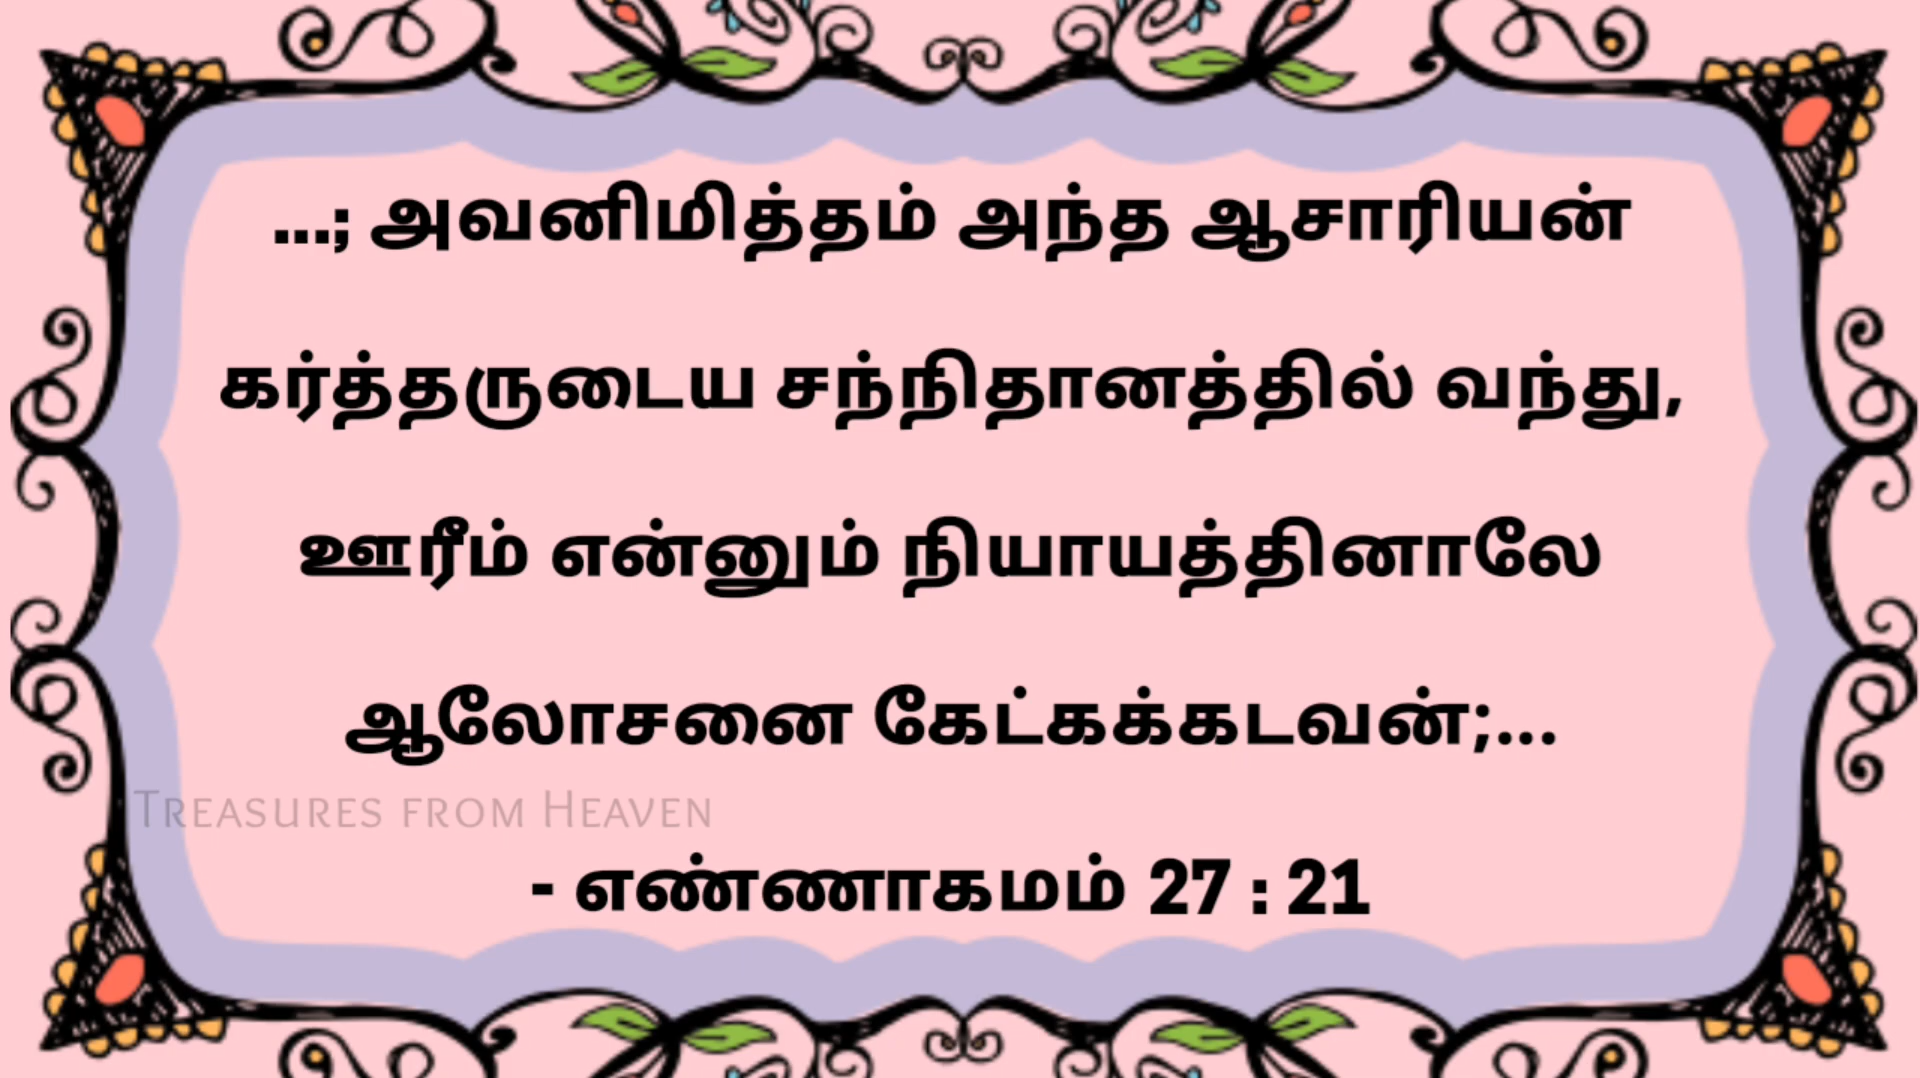 ...; அவனிமித்தம் அந்த ஆசாரியன்
கர்த்தருடைய சந்நிதானத்தில் வந்து,
ஊரீம் என்னும் நியாயத்தினாலே
ஆலோசனை கேட்கக்கடவன்;...
Treasures from Heaven
- எண்ணாகமம் 27 : 21